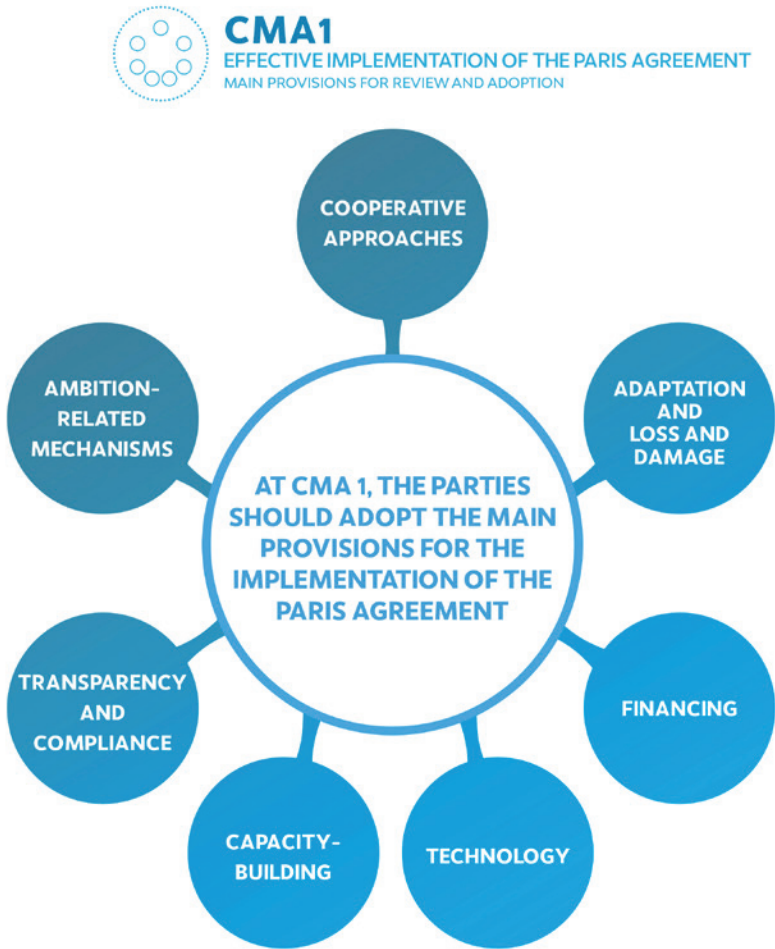 CMA1
EFFECTIVE IMPLEMENTATION OF THE PARIS AGREEMENT
MAIN PROVISIONS FOR REVIEW AND ADOPTION
COOPERATIVE
APPROACHES
AMBITION-
RELATED
MECHANISMS
ADAPTATION
AND
LOSS AND
DAMAGE
AT CMA 1, THE PARTIES
SHOULD ADOPT THE MAIN
PROVISIONS FOR THE
IMPLEMENTATION OF THE
PARIS AGREEMENT
TRANSPARENCY
AND
COMPLIANCE
FINANCING
CAPACITY-
BUILDING
TECHNOLOGY